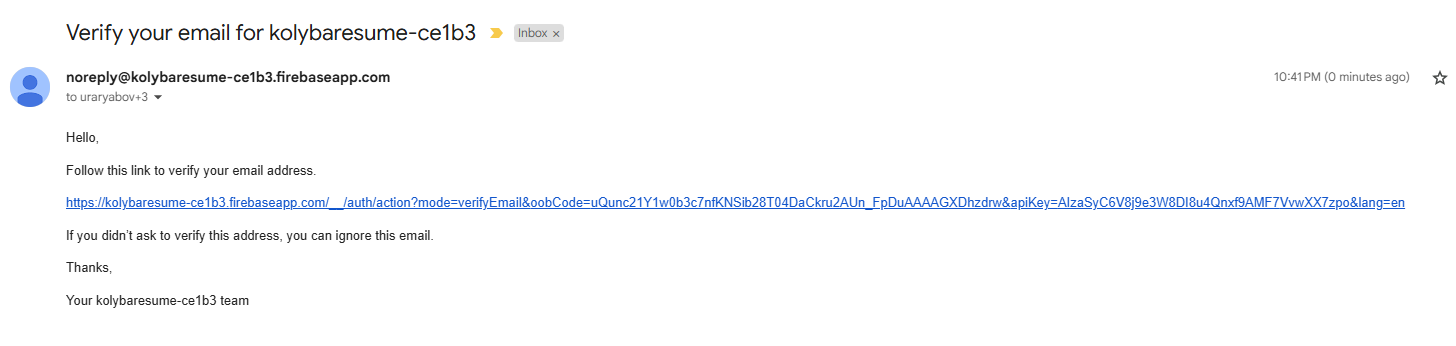 Verify your email for kolybaresume-ce1b3 Inbox ×
noreply@kolybaresume-ce1b3.firebaseapp.com 10:41 PM (0 minutes ago)
to uraryabov+3
Hello,
Follow this link to verify your email address.
https://kolybaresume-ce1b3.firebaseapp.com/__/auth/action?mode=verifyEmail&oobCode=uQunc21Y1w0b3c7nfKNSib28T04DaCkru2AUn_FpDuAAAAGXDhzdrw&apiKey=AIzaSyC6V8j9e3W8DI8u4Qnxf9AMF7VvwXX7zpo&lang=en
If you didn’t ask to verify this address, you can ignore this email.
Thanks,
Your kolybaresume-ce1b3 team